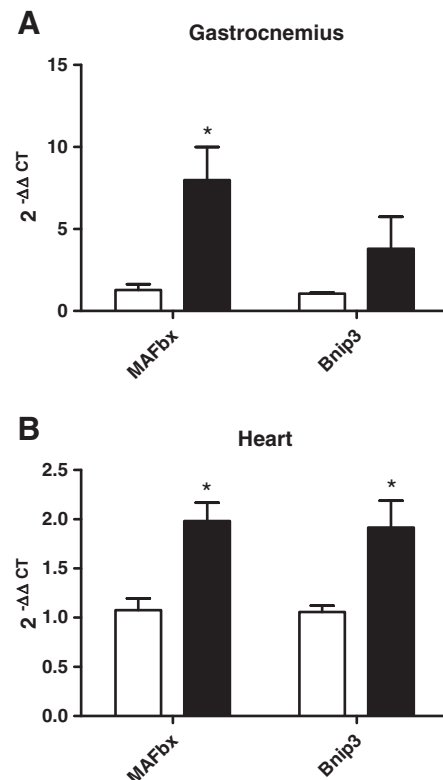 A
Gastrocnemius
15
10
5
0
2 -ΔΔ CT
*
MAFbx
Bnip3
B
Heart
2.5
2.0
1.5
1.0
0.5
0.0
2 -ΔΔ CT
*
*
MAFbx
Bnip3